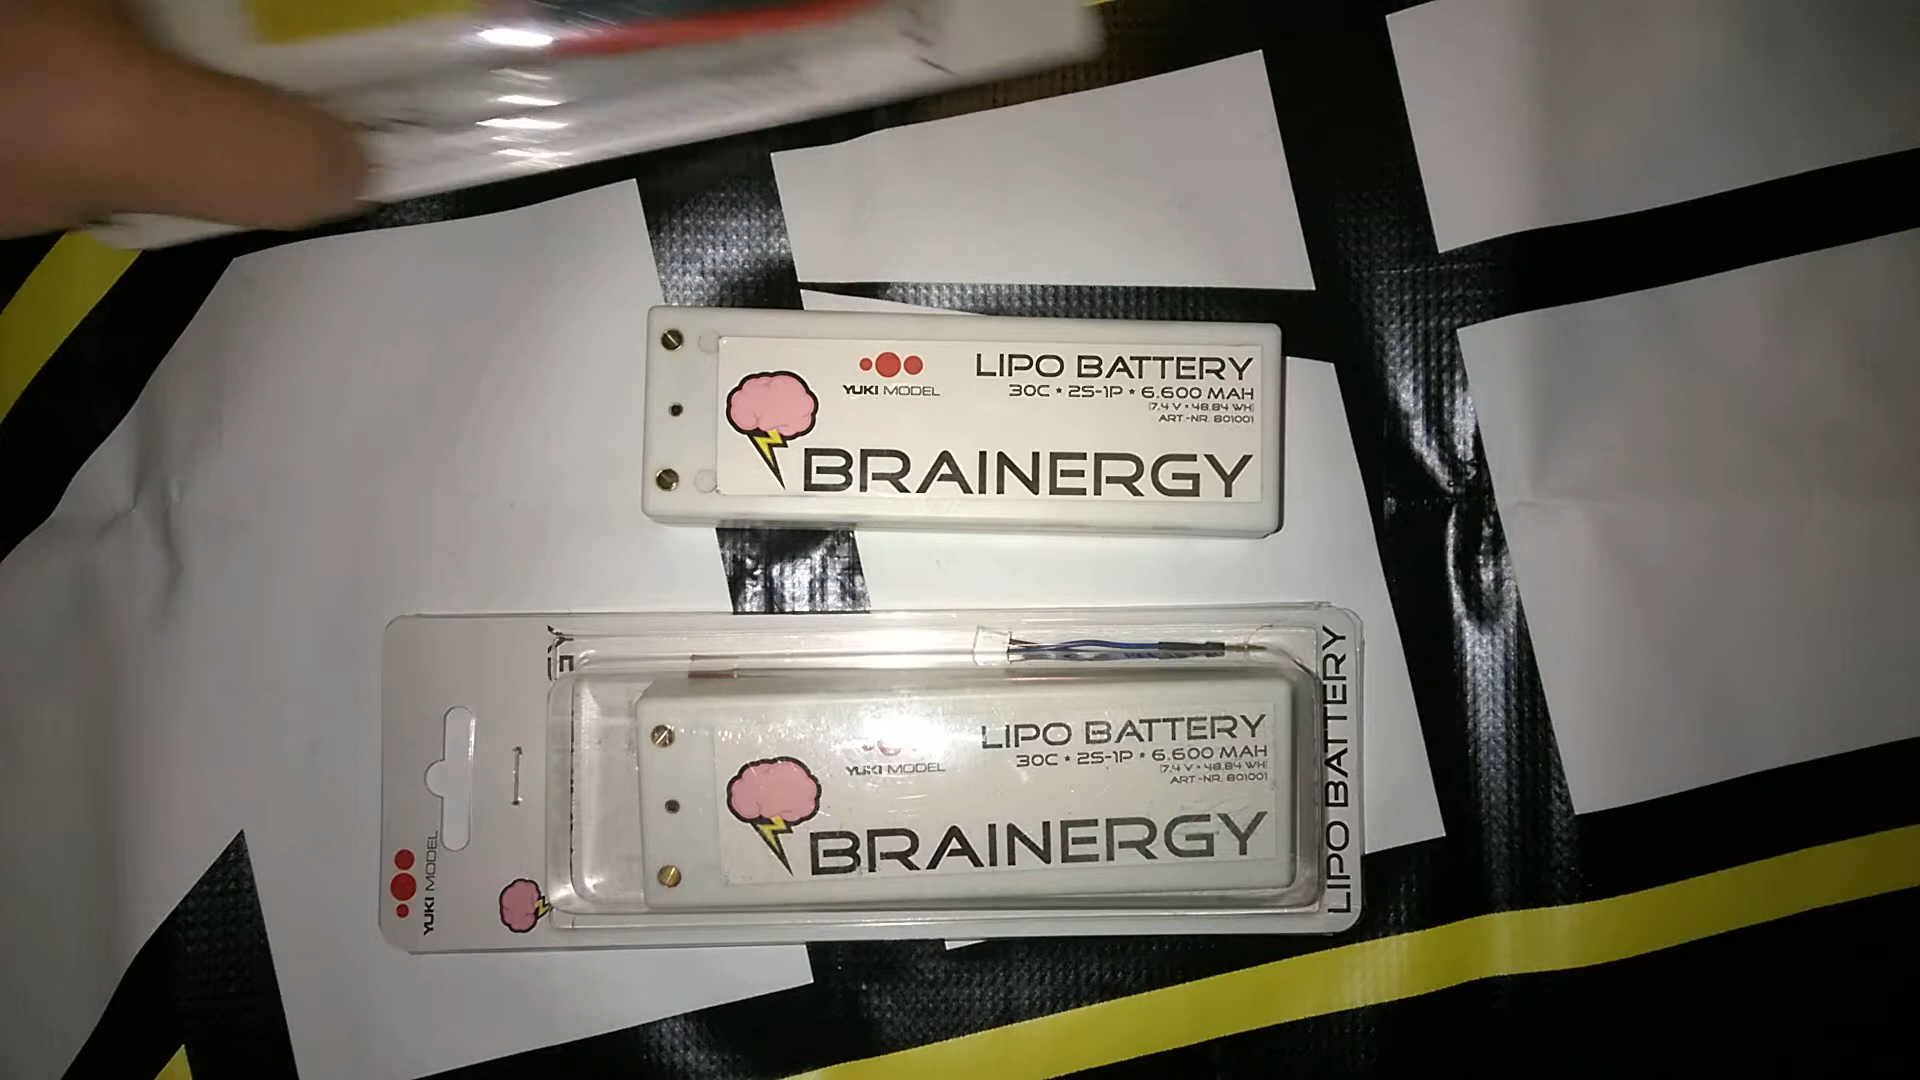 YUKI MODEL
LIPO BATTERY
30C * 2S-1P * 6.600 MAH
[7,4 V * 48.84 WH]
ART.-NR. 801001
BRAINERGY
YUKI MODEL
LIPO BATTERY
30C * 2S-1P * 6.600 MAH
[7,4 V * 48.84 WH]
ART.-NR. 801001
BRAINERGY
YUKI MODEL
LIPO BATTERY